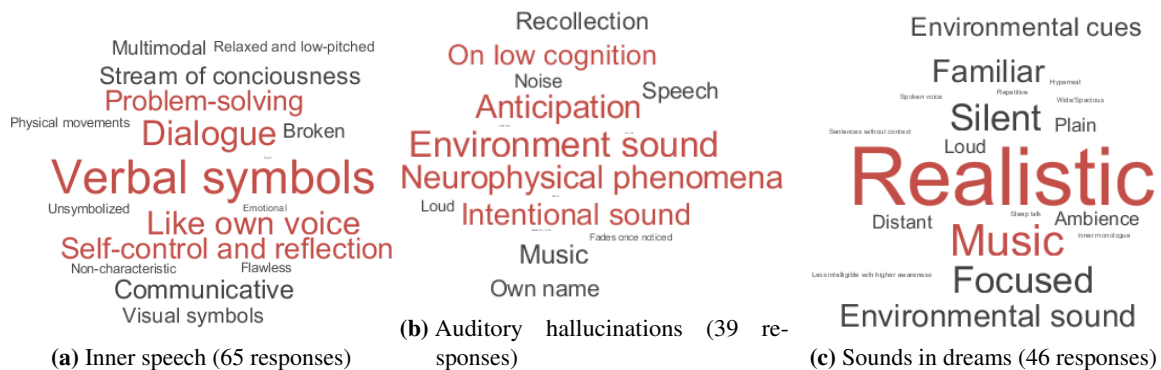 Multimodal Relaxed and low-pitched
Stream of conciousness
Problem-solving
Physical movements Dialogue Broken
Verbal symbols
Unsymbolized Emotional
Like own voice
Self-control and reflection
Non-characteristic Flawless
Communicative
Visual symbols
(a) Inner speech (65 responses)
Recollection
On low cognition
Noise
Speech
Anticipation
Environment sound
Neurophysical phenomena
Loud Intentional sound
Fades once noticed
Music
Own name
(b) Auditory hallucinations (39 re-
sponses)
Environmental cues
Familiar Hypnreal
Spoken voice Repetitive Wide/Spacious
Silent Plain
Sentences without context
Loud
Realistic
Distant Sleep talk Ambience
Music Inner monologue
Less intelligible with higher awareness
Focused
Environmental sound
(c) Sounds in dreams (46 responses)